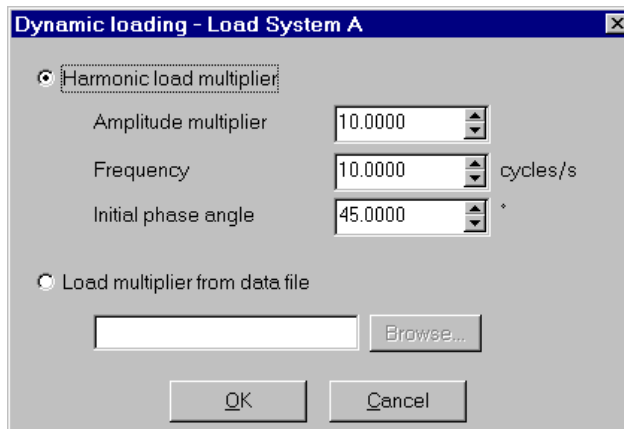 Dynamic loading - Load System A
Harmonic load multiplier
Amplitude multiplier 10.0000
Frequency 10.0000 cycles/s
Initial phase angle 45.0000 °
Load multiplier from data file
Browse...
OK Cancel